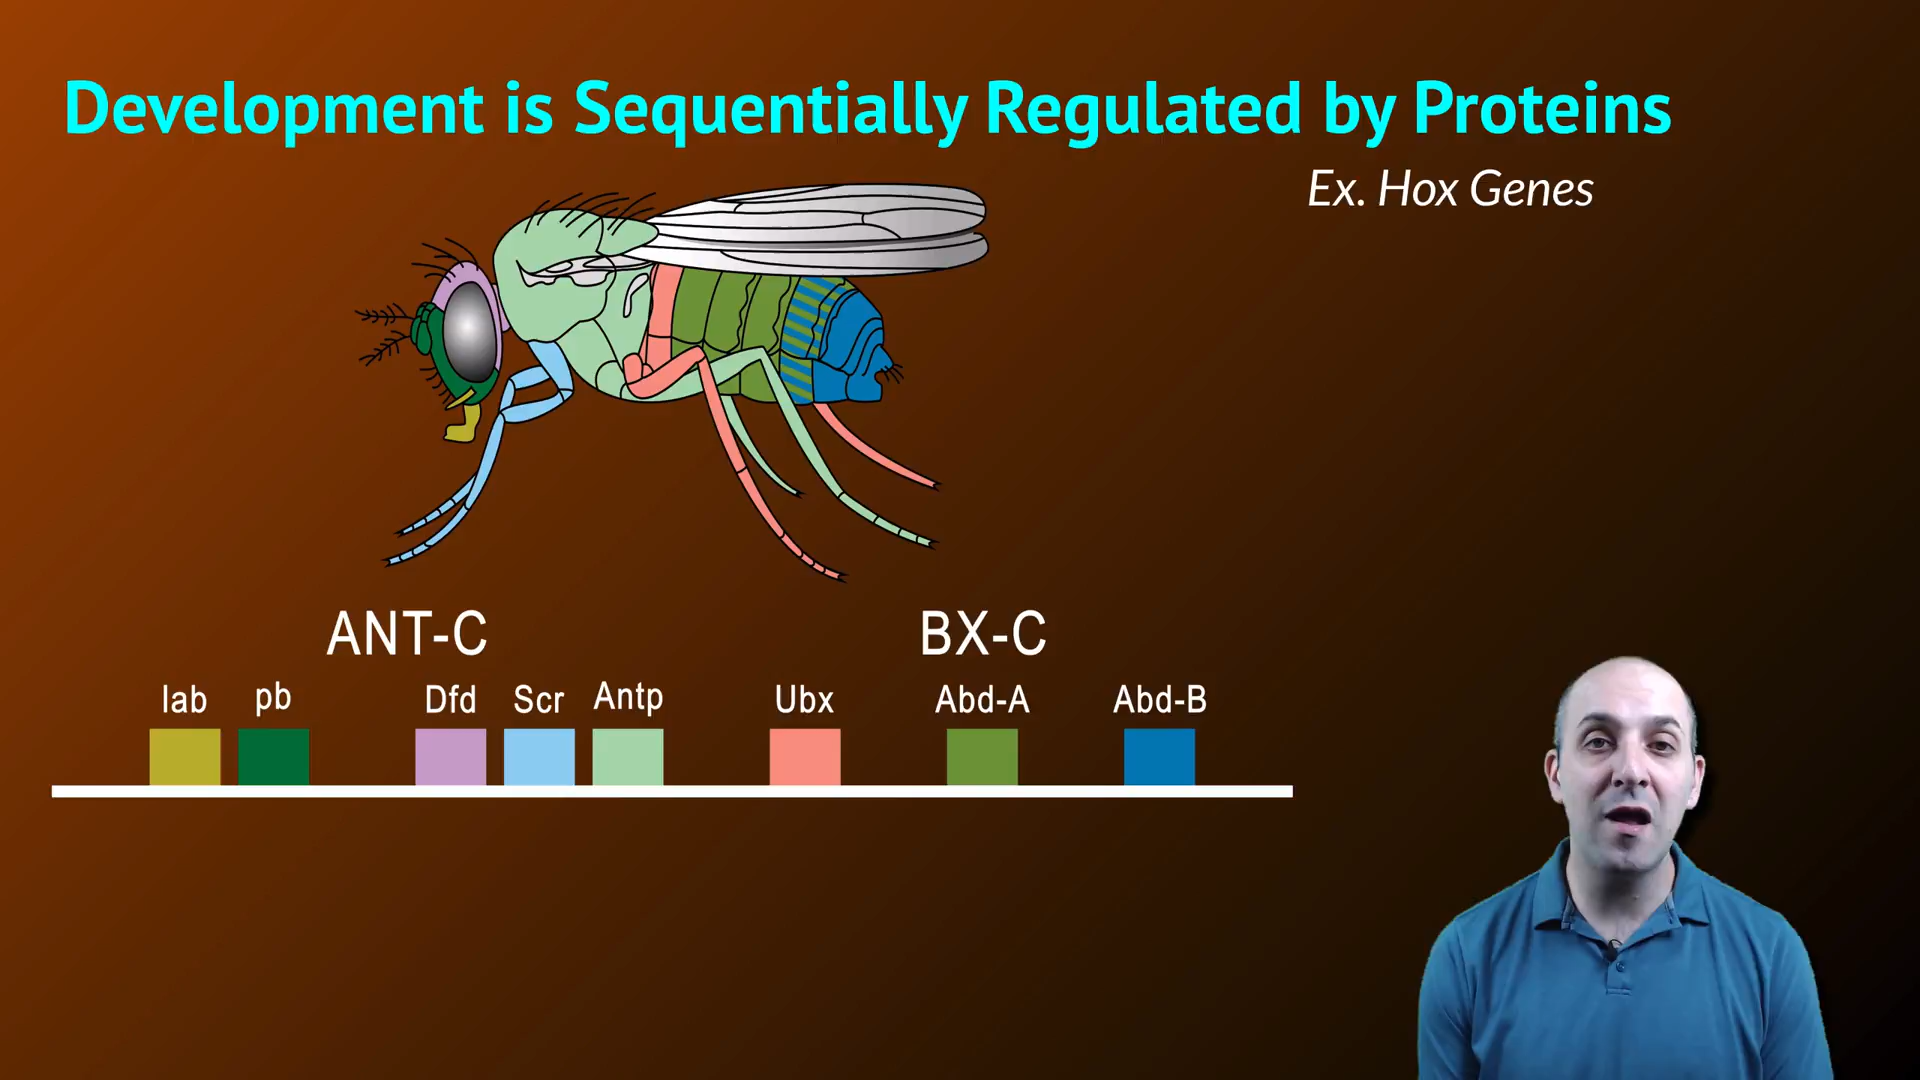 Development is Sequentially Regulated by Proteins
Ex. Hox Genes
ANT-C BX-C
lab pb Dfd Scr Antp Ubx Abd-A Abd-B